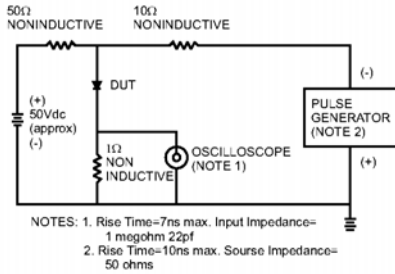 50Ω
NONINDUCTIVE
10Ω
NONINDUCTIVE
(+)
50Vdc
(approx)
(-)
DUT
1Ω
NON
INDUCTIVE
OSCILLOSCOPE
(NOTE 1)
(-)
PULSE
GENERATOR
(NOTE 2)
(+)
NOTES: 1. Rise Time=7ns max. Input Impedance=
1 megohm 22pf
2. Rise Time=10ns max. Sourse Impedance=
50 ohms